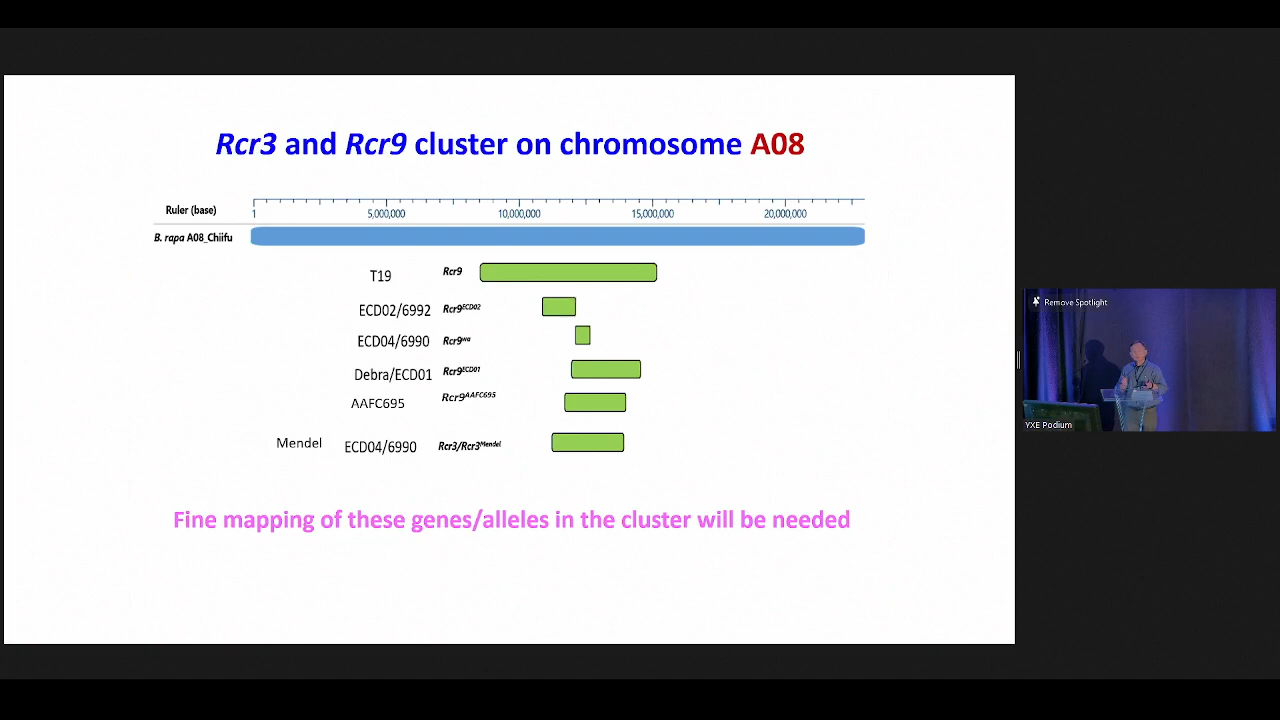 Rcr3 and Rcr9 cluster on chromosome A08
Ruler (base)
1 5,000,000 10,000,000 15,000,000 20,000,000
B. rapa A08_Chiifu
T19 Rcr9
ECD02/6992 Rcr9ECD02
ECD04/6990 Rcr9wa
Debra/ECD01 Rcr9ECD01
AAFC695 Rcr9AAFC695
Mendel ECD04/6990 Rcr3/Rcr3Mendel
Fine mapping of these genes/alleles in the cluster will be needed
Remove Spotlight
YXE Podium